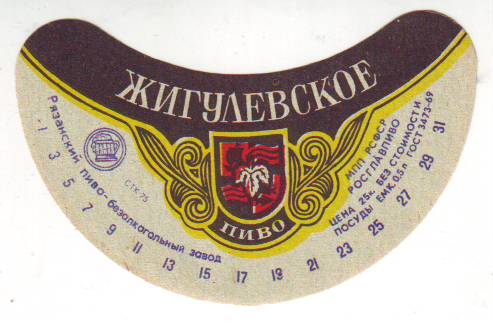 ЖИГУЛЕВСКОЕ
ПИВО
Рязанский пиво-безалкогольный завод
СТК-75
МПП РСФСР
РОСГЛАВПИВО
ЦЕНА 25к. БЕЗ СТОИМОСТИ
ПОСУДЫ ЕМК. 0,5 л ГОСТ 3473-69
1 3 5 7 9 11 13 15 17 19 21 23 25 27 29 31